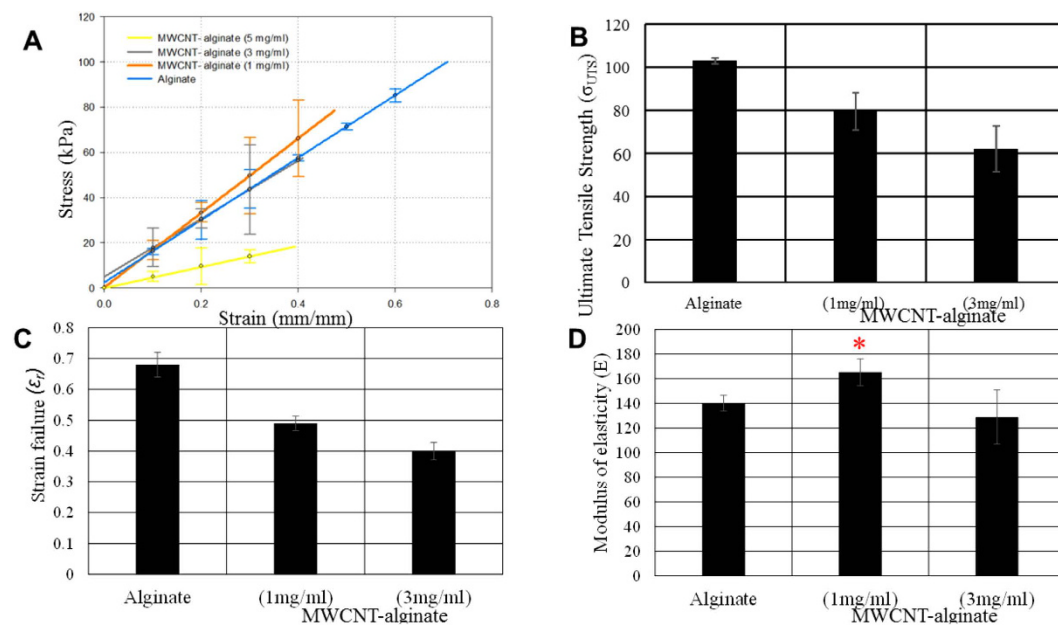 A
MWCNT- alginate (5 mg/ml)
MWCNT- alginate (3 mg/ml)
MWCNT- alginate (1 mg/ml)
Alginate
Stress (kPa)
100
80
60
40
20
0
0.0 0.2 0.4 0.6 0.8
Strain (mm/mm)
B
Ultimate Tensile Strength (σUTS)
120
100
80
60
40
20
0
Alginate (1mg/ml) (3mg/ml)
MWCNT-alginate
C
Strain failure (εf)
0.8
0.7
0.6
0.5
0.4
0.3
0.2
0.1
0
Alginate (1mg/ml) (3mg/ml)
MWCNT-alginate
D
Modulus of elasticity (E)
200
180
160
140
120
100
80
60
40
20
0
*
Alginate (1mg/ml) (3mg/ml)
MWCNT-alginate